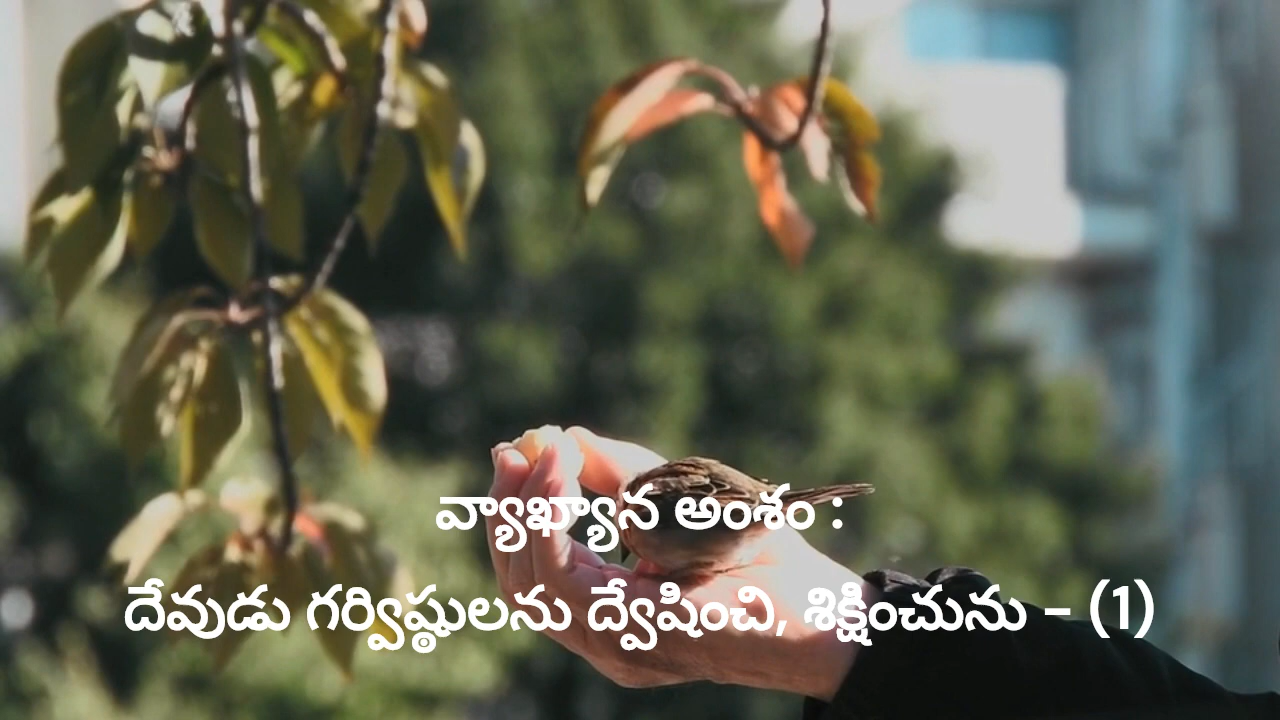 వ్యాఖ్యాన అంశం :
దేవుడు గర్విష్ఠులను ద్వేషించి, శిక్షించును – (1)